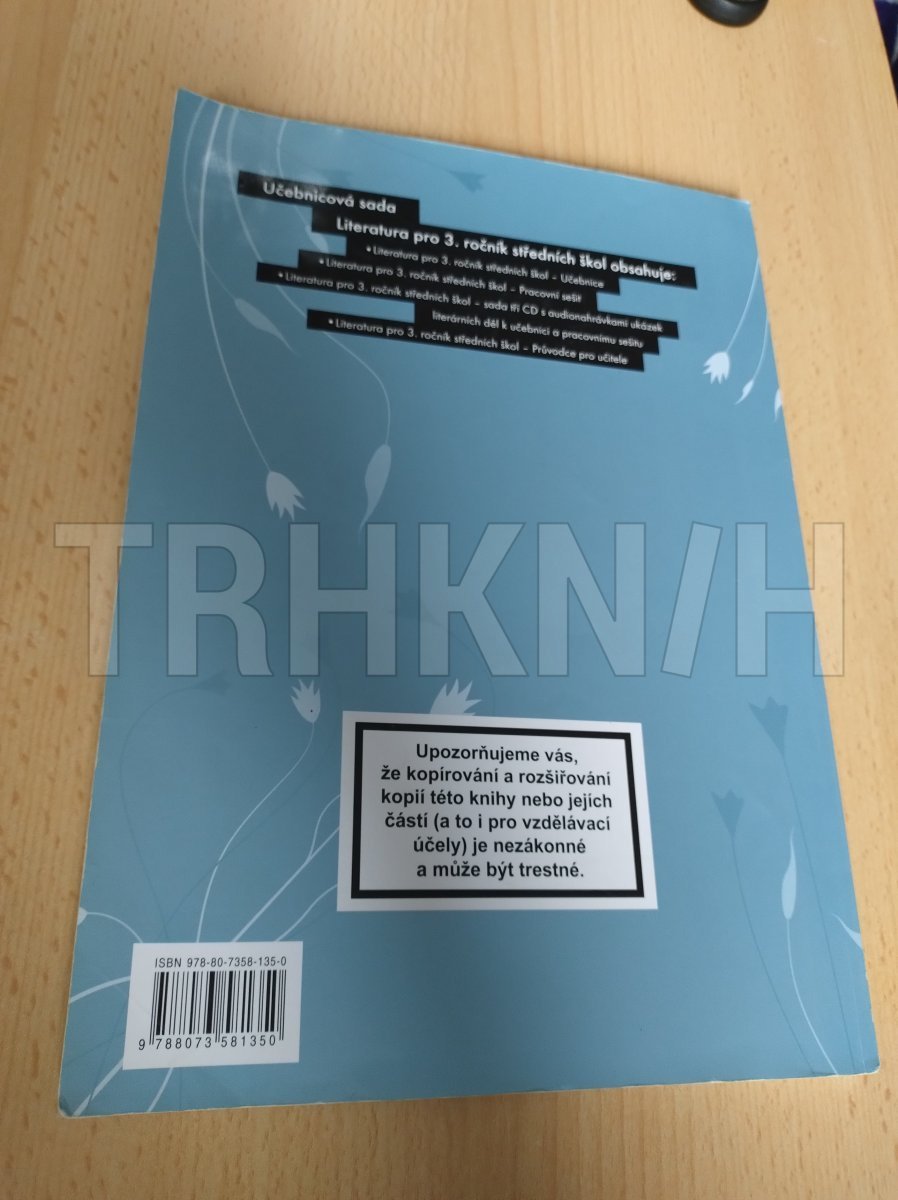 Učebnicová sada
Literatura pro 3. ročník středních škol obsahuje:
• Literatura pro 3. ročník středních škol – Učebnice
• Literatura pro 3. ročník středních škol – Pracovní sešit
• Literatura pro 3. ročník středních škol – sada tří CD s audionahrávkami ukázek
literárních děl k učebnici a pracovnímu sešitu
• Literatura pro 3. ročník středních škol – Průvodce pro učitele
TRHKNIH
Upozorňujeme vás,
že kopírování a rozšiřování
kopií této knihy nebo jejích
částí (a to i pro vzdělávací
účely) je nezákonné
a může být trestné.
ISBN 978-80-7358-135-0
9 788073 581350